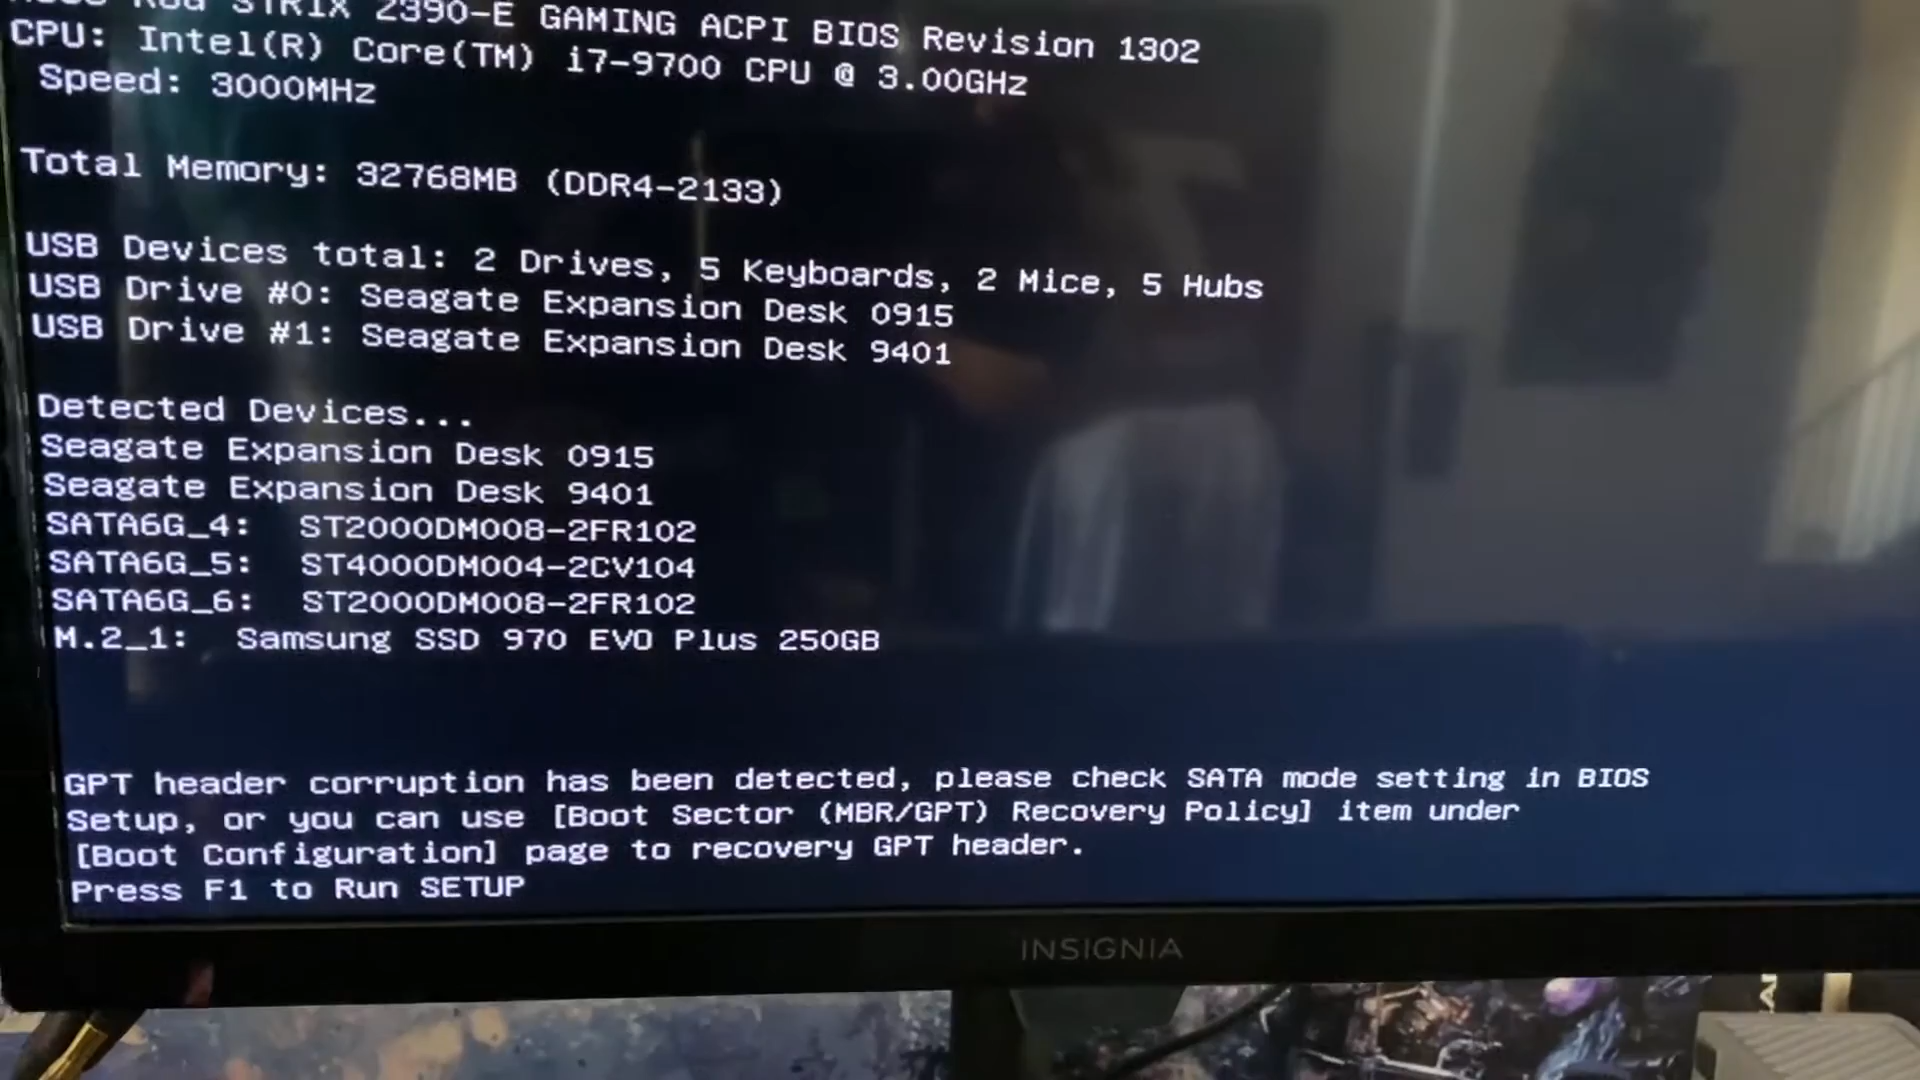 ROG STRIX Z390-E GAMING ACPI BIOS Revision 1302
CPU: Intel(R) Core(TM) i7-9700 CPU @ 3.00GHz
Speed: 3000MHz
Total Memory: 32768MB (DDR4-2133)
USB Devices total: 2 Drives, 5 Keyboards, 2 Mice, 5 Hubs
USB Drive #0: Seagate Expansion Desk 0915
USB Drive #1: Seagate Expansion Desk 9401
Detected Devices...
Seagate Expansion Desk 0915
Seagate Expansion Desk 9401
SATA6G_4: ST2000DM008-2FR102
SATA6G_5: ST4000DM004-2CV104
SATA6G_6: ST2000DM008-2FR102
M.2_1: Samsung SSD 970 EVO Plus 250GB
GPT header corruption has been detected, please check SATA mode setting in BIOS
Setup, or you can use [Boot Sector (MBR/GPT) Recovery Policy] item under
[Boot Configuration] page to recovery GPT header.
Press F1 to Run SETUP
INSIGNIA